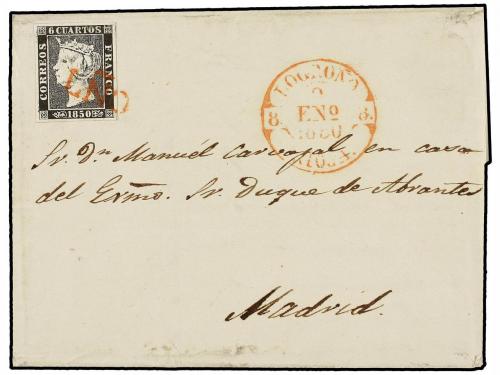 6 CUARTOS
CORREOS
FRANCO
1850
LOGROÑO
8. ENº 8.
1850
Sr. Dn. Manuél Carvajal en casa
del Exmo. Sr. Duque de Abrantes
Madrid.